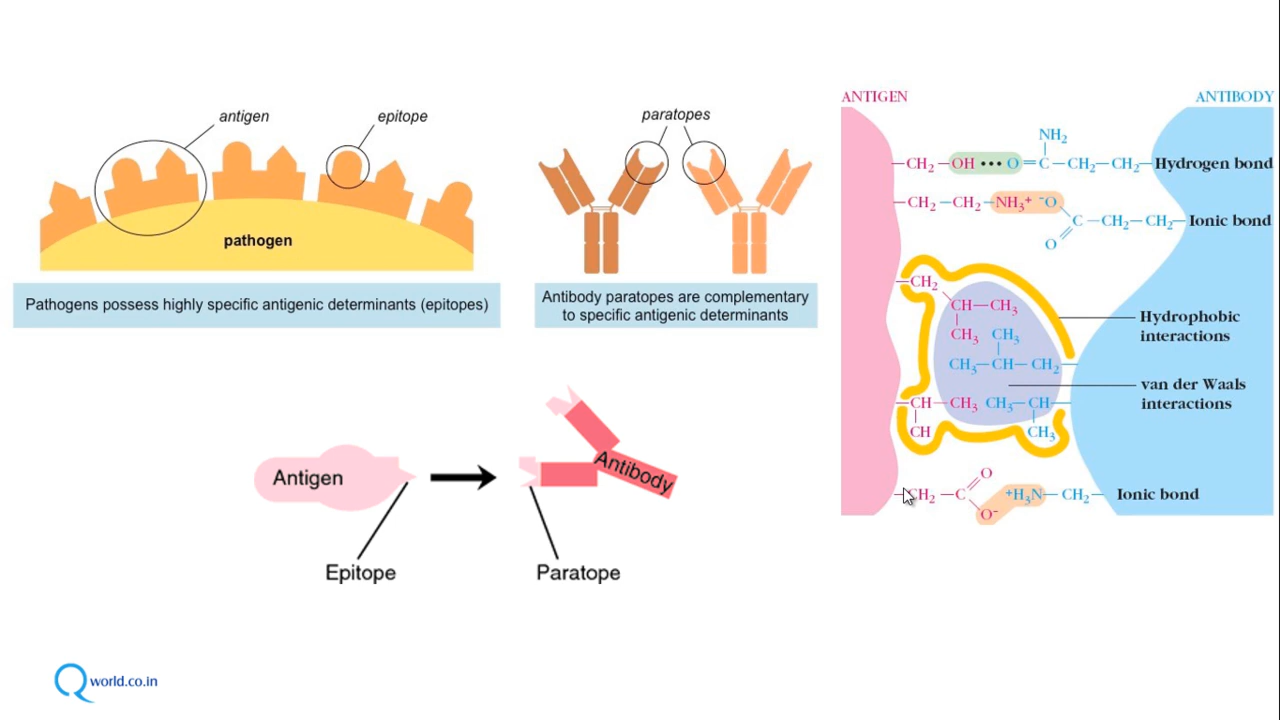 antigen
epitope
pathogen
Pathogens possess highly specific antigenic determinants (epitopes)
paratopes
Antibody paratopes are complementary
to specific antigenic determinants
Antigen
Antibody
Epitope
Paratope
ANTIGEN
ANTIBODY
NH₂
CH₂—OH•••O=C—CH₂—CH₂— Hydrogen bond
CH₂—CH₂—NH₃⁺ ⁻O
C—CH₂—CH₂— Ionic bond
O
CH₂
CH—CH₃
CH₃ CH₃
CH₃—CH—CH₂
Hydrophobic
interactions
van der Waals
interactions
CH—CH₃ CH₃—CH
CH CH₃
O
CH₂—C ⁺H₃N—CH₂— Ionic bond
O⁻
Qworld.co.in